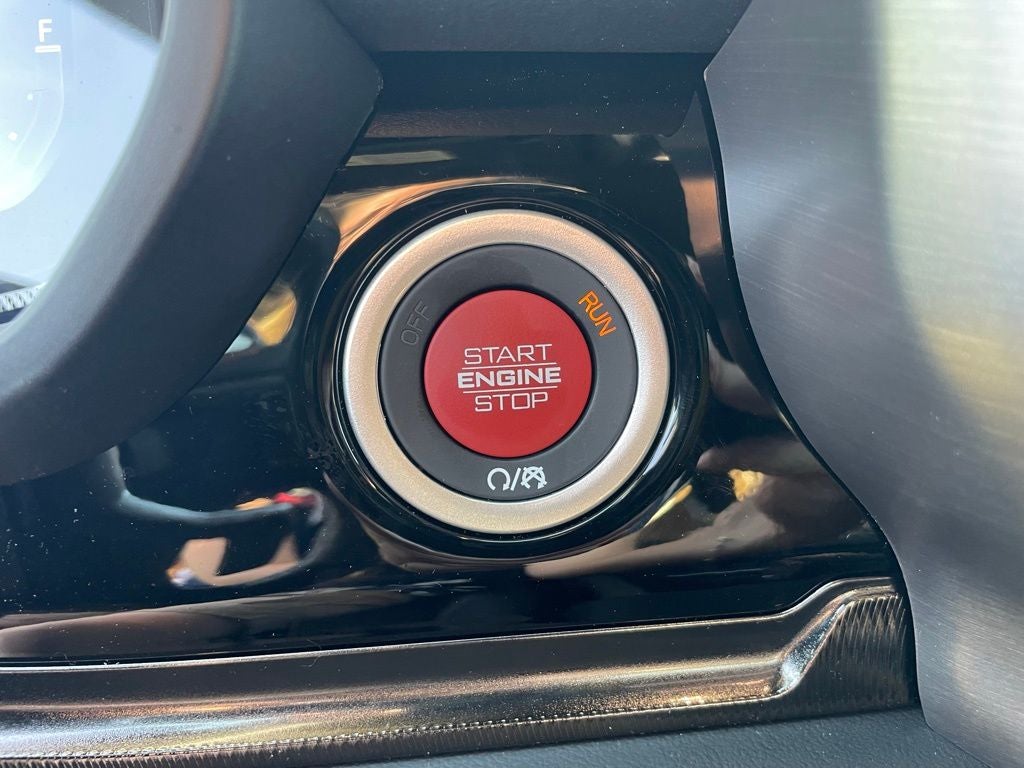 F
OFF
RUN
START
ENGINE
STOP